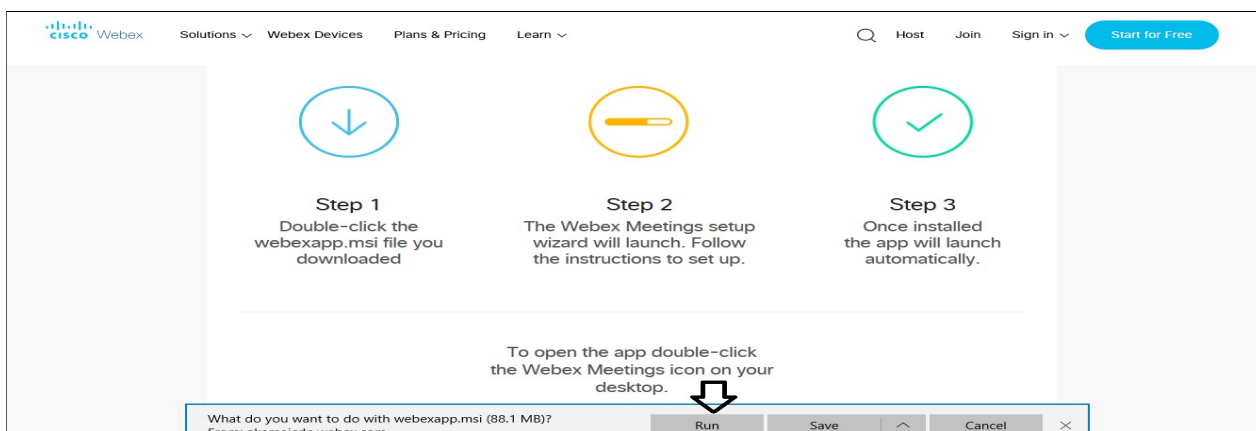 CISCO Webex Solutions Webex Devices Plans & Pricing Learn Host Join Sign in Start for Free
Step 1
Double-click the
webexapp.msi file you
downloaded
Step 2
The Webex Meetings setup
wizard will launch. Follow
the instructions to set up.
Step 3
Once installed
the app will launch
automatically.
To open the app double-click
the Webex Meetings icon on your
desktop.
What do you want to do with webexapp.msi (88.1 MB)?
Run Save Cancel